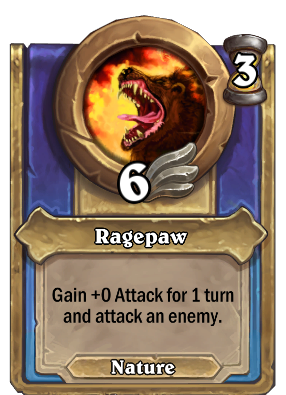 3
6
Ragepaw
Gain +0 Attack for 1 turn
and attack an enemy.
Nature